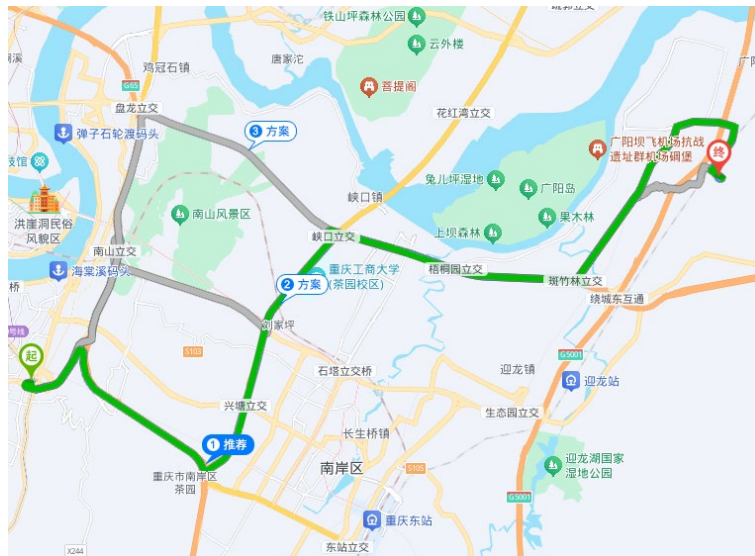 铁山坪森林公园
云外楼
鸡冠石镇
唐家沱
G65
菩提阁
广阳
盘龙立交
3 方案
花红湾立交
弹子石轮渡码头
广阳坝飞机场抗战
遗址群机场碉堡
终
兔儿坪湿地
广阳岛
峡口镇
南山风景区
果木林
洪崖洞民俗
风貌区
上坝森林
峡口立交
南山立交
海棠溪码头
重庆工商大学
(茶园校区)
梧桐园立交
斑竹林立交
2 方案
绕城东互通
刘家坪
号线
起
S103
G5001
石塔立交桥
迎龙镇
迎龙站
兴塘立交
生态园立交
长生桥镇
1 推荐
南岸区
S105
重庆市南岸区
茶园
迎龙湖国家
湿地公园
G5001
重庆东站
X244
东站立交